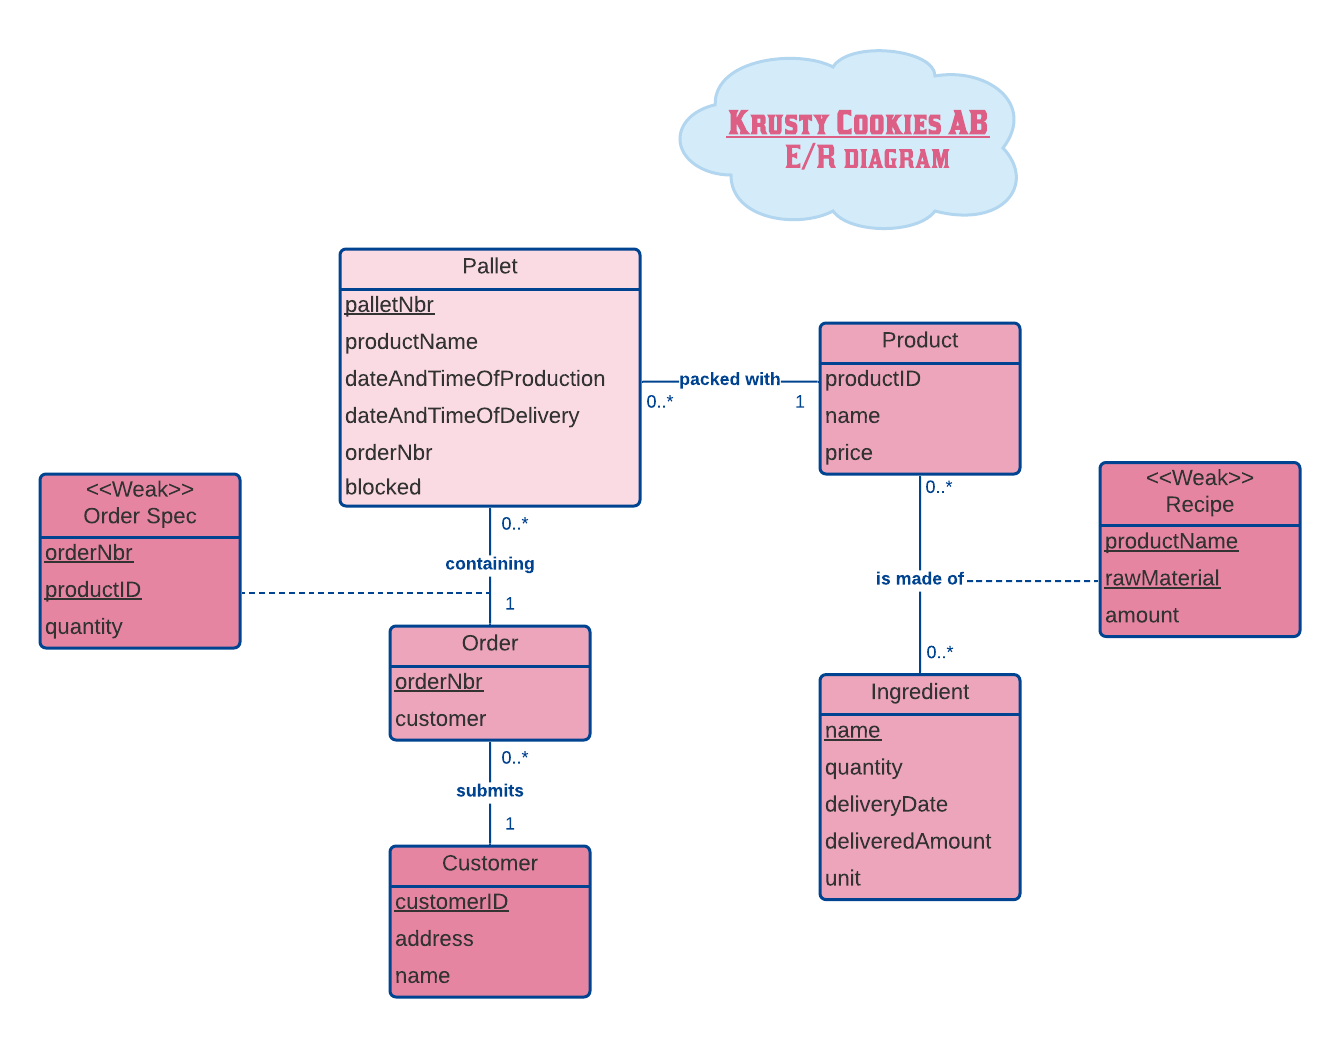 KRUSTY COOKIES AB
E/R DIAGRAM
Pallet
palletNbr
productName
dateAndTimeOfProduction
dateAndTimeOfDelivery
orderNbr
blocked
packed with
0..*
1
Product
productID
name
price
<<Weak>>
Order Spec
orderNbr
productID
quantity
0..*
containing
1
0..*
is made of
0..*
<<Weak>>
Recipe
productName
rawMaterial
amount
Order
orderNbr
customer
0..*
submits
1
Ingredient
name
quantity
deliveryDate
deliveredAmount
unit
Customer
customerID
address
name